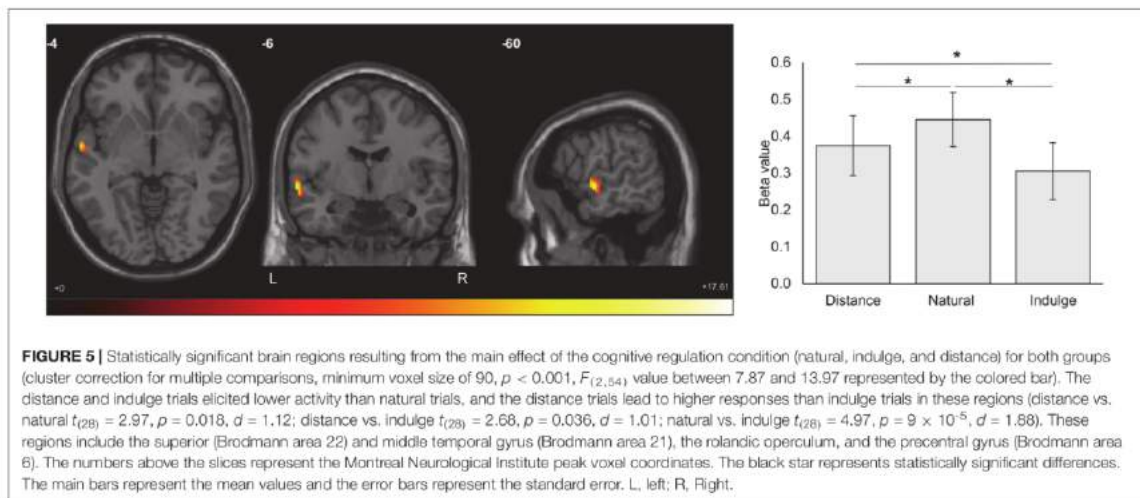 -4
-6
-60
L
R
+0
+17.61
*
*
*
0.6
0.5
0.4
0.3
0.2
0.1
0.0
Beta value
Distance
Natural
Indulge
FIGURE 5 | Statistically significant brain regions resulting from the main effect of the cognitive regulation condition (natural, indulge, and distance) for both groups
(cluster correction for multiple comparisons, minimum voxel size of 90, p < 0.001, F(2,54) value between 7.87 and 13.97 represented by the colored bar). The
distance and indulge trials elicited lower activity than natural trials, and the distance trials lead to higher responses than indulge trials in these regions (distance vs.
natural t(28) = 2.97, p = 0.018, d = 1.12; distance vs. indulge t(28) = 2.68, p = 0.036, d = 1.01; natural vs. indulge t(28) = 4.97, p = 9 × 10⁻⁵, d = 1.88). These
regions include the superior (Brodmann area 22) and middle temporal gyrus (Brodmann area 21), the rolandic operculum, and the precentral gyrus (Brodmann area
6). The numbers above the slices represent the Montreal Neurological Institute peak voxel coordinates. The black star represents statistically significant differences.
The main bars represent the mean values and the error bars represent the standard error. L, left; R, Right.